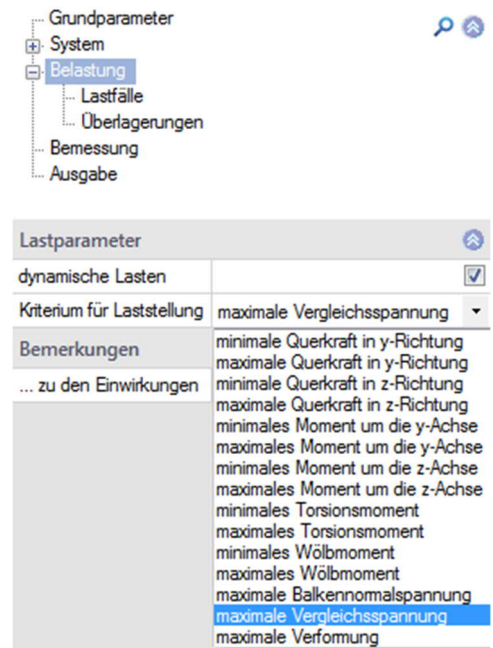 Grundparameter
System
Belastung
Lastfälle
Überlagerungen
Bemessung
Ausgabe
Lastparameter
dynamische Lasten
Kriterium für Laststellung maximale Vergleichsspannung
Bemerkungen
... zu den Einwirkungen
minimale Querkraft in y-Richtung
maximale Querkraft in y-Richtung
minimale Querkraft in z-Richtung
maximale Querkraft in z-Richtung
minimales Moment um die y-Achse
maximales Moment um die y-Achse
minimales Moment um die z-Achse
maximales Moment um die z-Achse
minimales Torsionsmoment
maximales Torsionsmoment
minimales Wölbmoment
maximales Wölbmoment
maximale Balkennormalspannung
maximale Vergleichsspannung
maximale Verformung